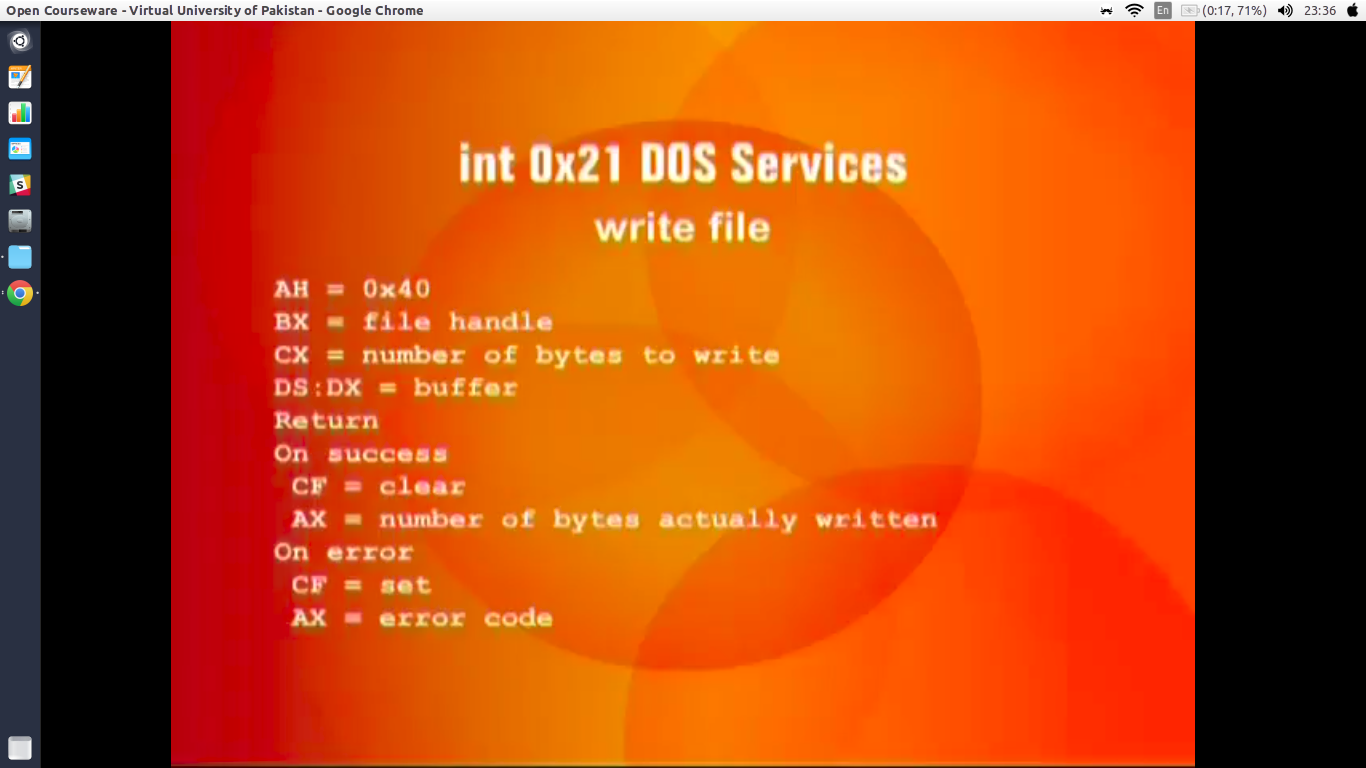 Open Courseware - Virtual University of Pakistan - Google Chrome
En
(0:17, 71%)
23:36
S
int 0x21 DOS Services
write file
AH = 0x40
BX = file handle
CX = number of bytes to write
DS:DX = buffer
Return
On success
CF = clear
AX = number of bytes actually written
On error
CF = set
AX = error code